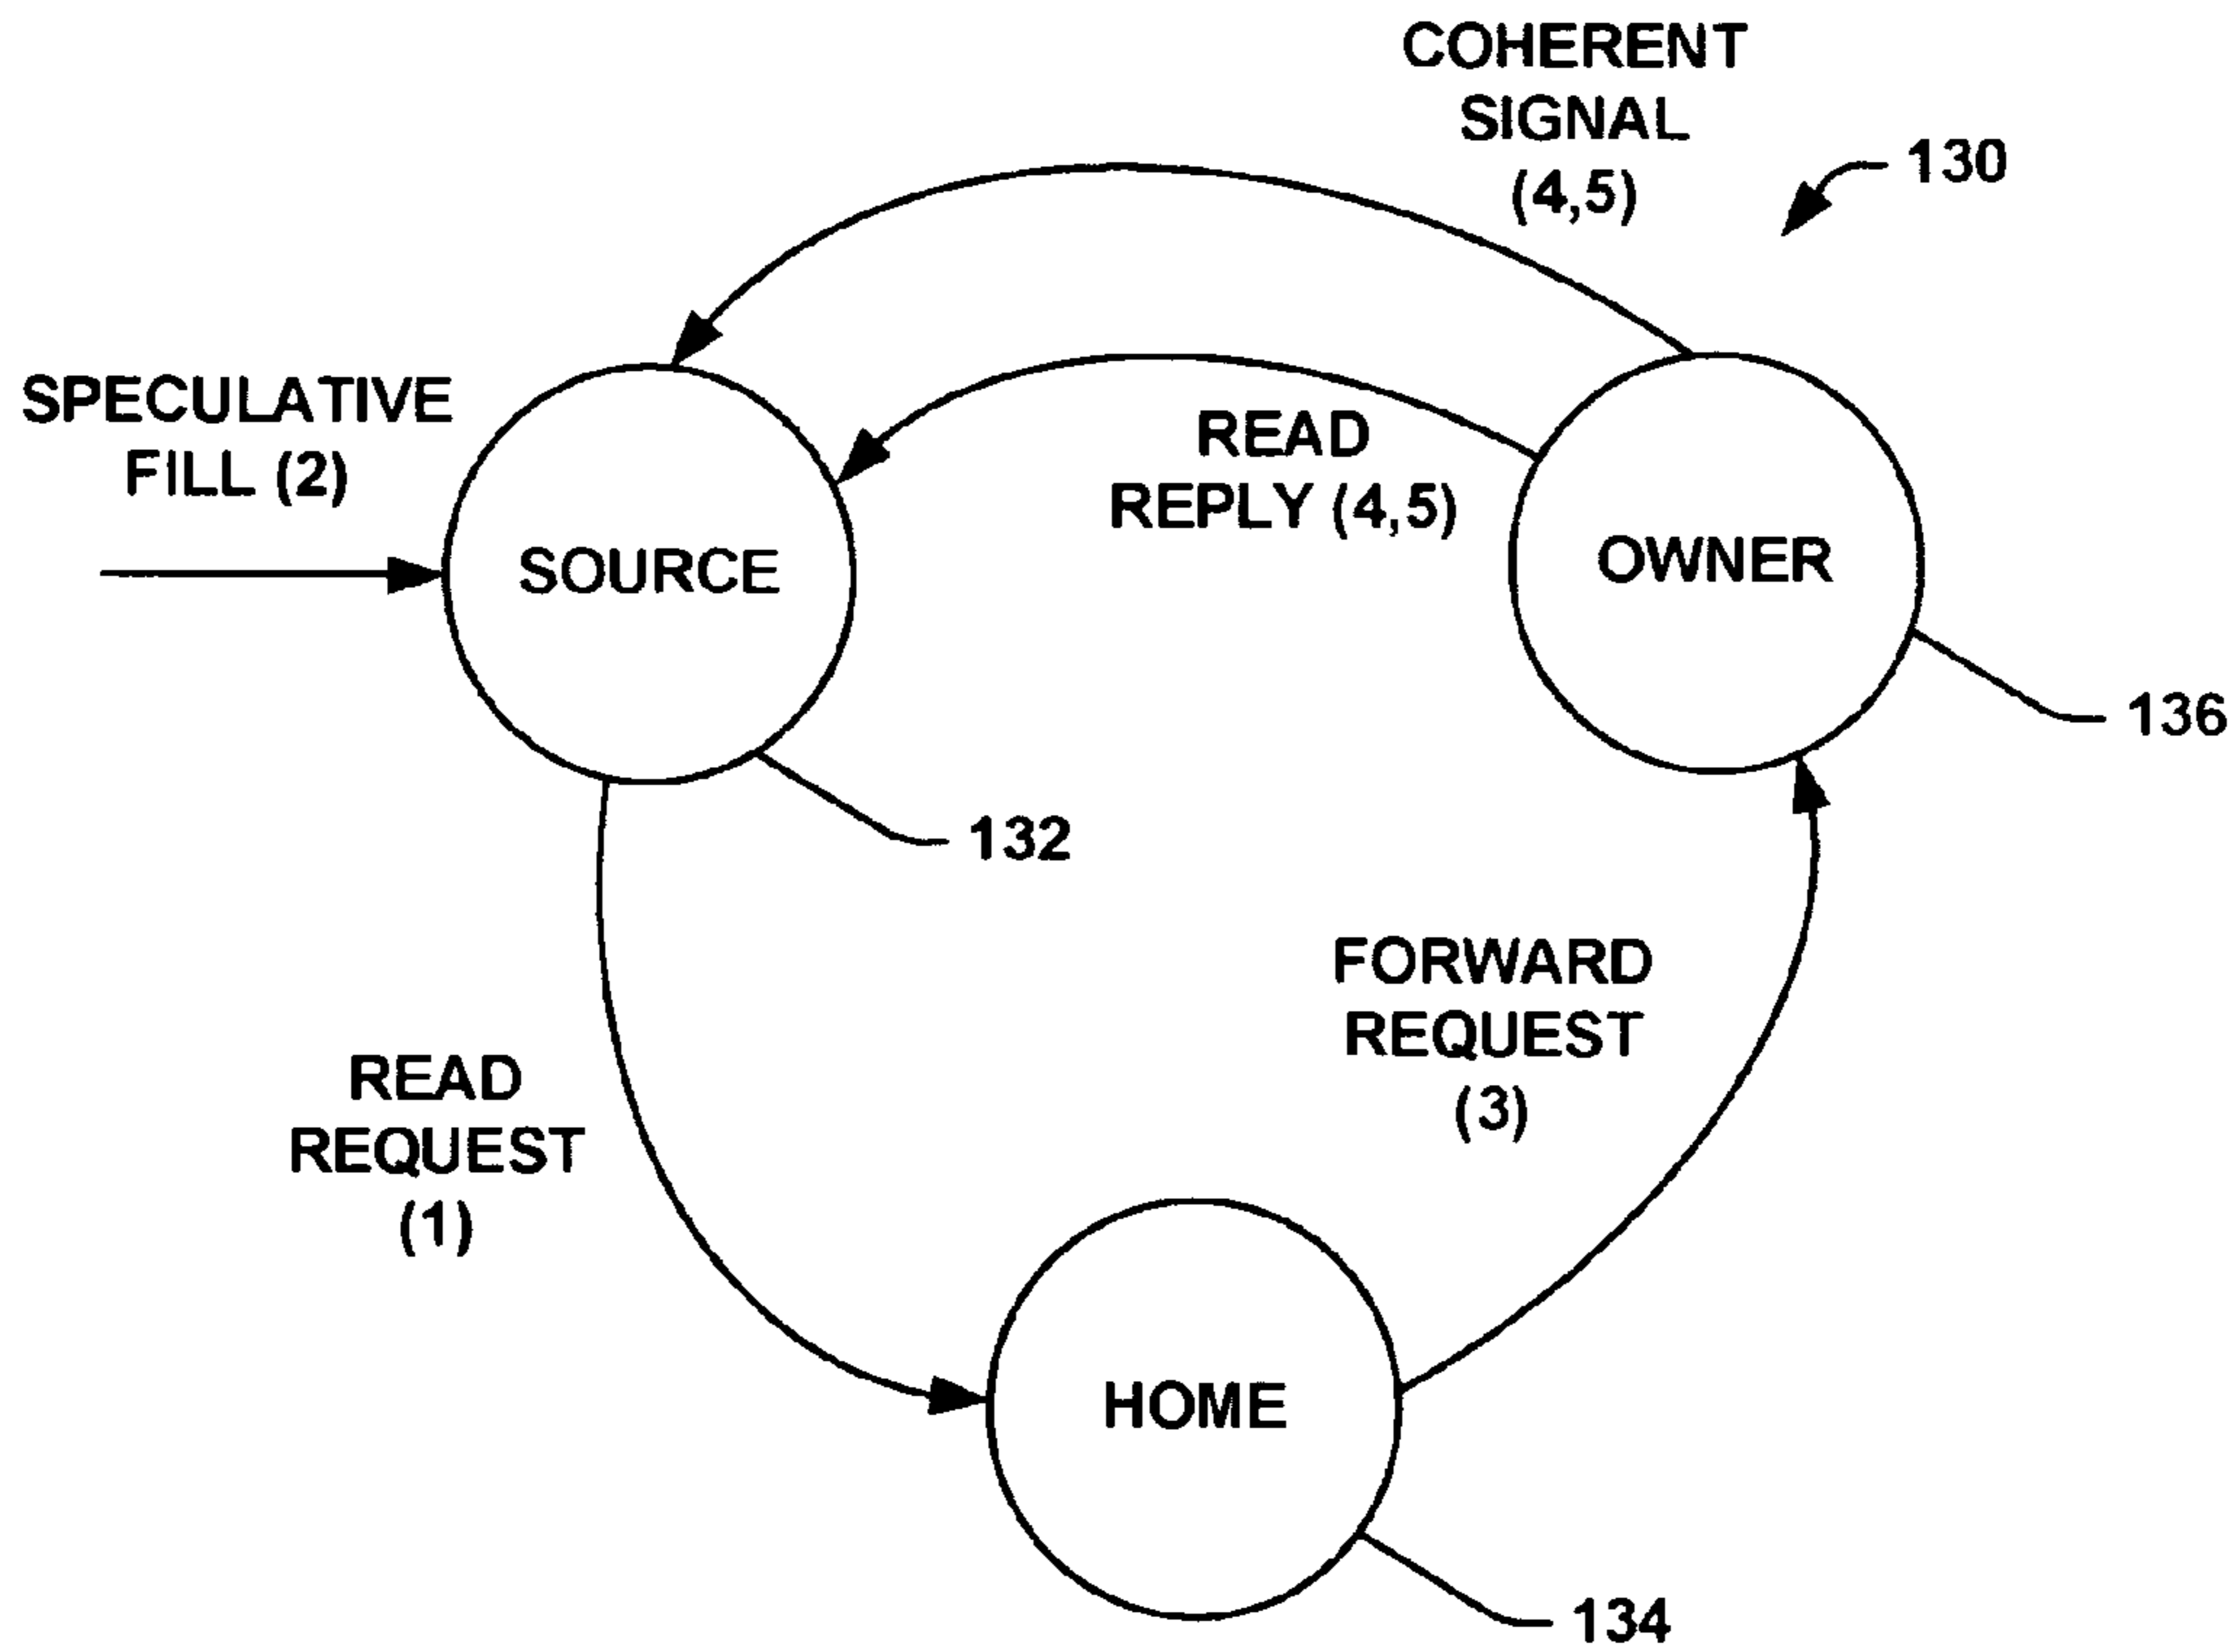 COHERENT
SIGNAL
(4,5)
130
SPECULATIVE
FILL (2)
READ
REPLY (4,5)
SOURCE
OWNER
136
132
FORWARD
REQUEST
(3)
READ
REQUEST
(1)
HOME
134